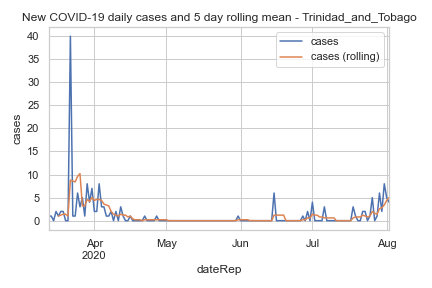 New COVID-19 daily cases and 5 day rolling mean - Trinidad_and_Tobago
cases
cases (rolling)
cases
40
35
30
25
20
15
10
5
0
Apr
2020
May
Jun
Jul
Aug
dateRep